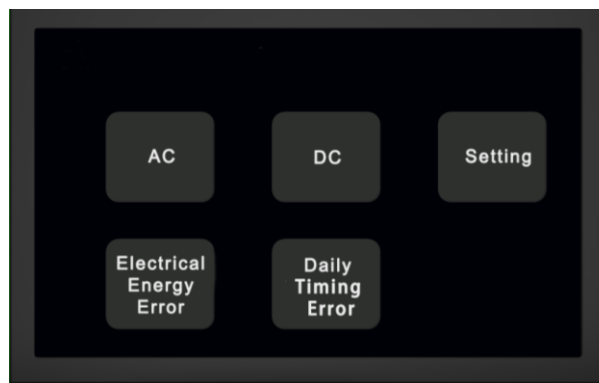 AC
DC
Setting
Electrical
Energy
Error
Daily
Timing
Error